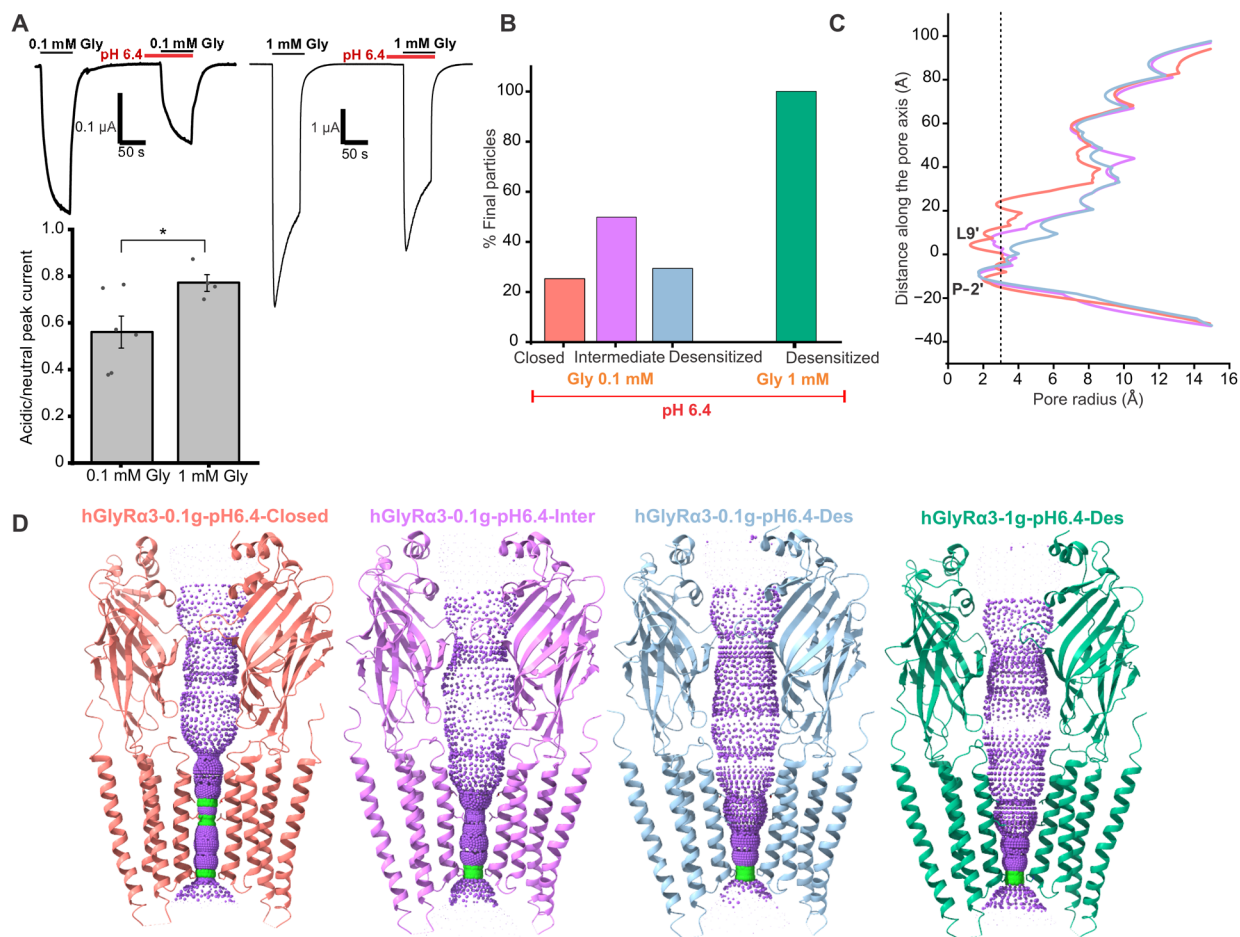 A
0.1 mM Gly
0.1 mM Gly
pH 6.4
0.1 µA
50 s
1 mM Gly
1 mM Gly
pH 6.4
1 µA
50 s
Acidic/neutral peak current
1.0
0.8
0.6
0.4
0.2
0
0.1 mM Gly
1 mM Gly
*
B
% Final particles
100
80
60
40
20
0
Closed
Intermediate
Desensitized
Desensitized
Gly 0.1 mM
Gly 1 mM
pH 6.4
C
Distance along the pore axis (Å)
100
80
60
40
20
0
−20
−40
L9'
P-2'
0
2
4
6
8
10
12
14
16
Pore radius (Å)
D
hGlyRα3-0.1g-pH6.4-Closed
hGlyRα3-0.1g-pH6.4-Inter
hGlyRα3-0.1g-pH6.4-Des
hGlyRα3-1g-pH6.4-Des